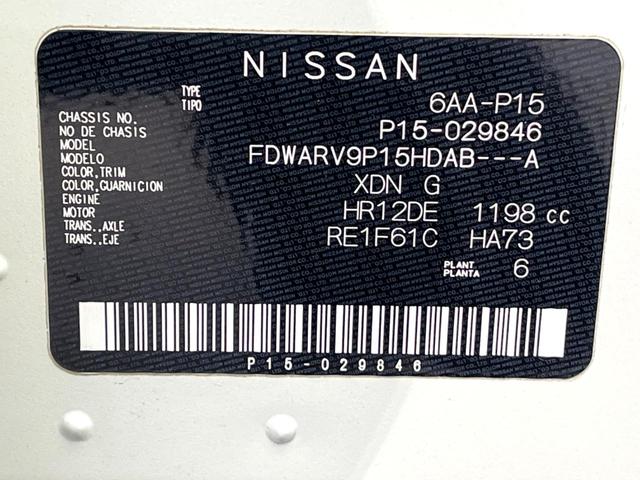 NISSAN
TYPE
TIPO
6AA-P15
CHASSIS NO.
NO DE CHASIS
P15-029846
MODEL
MODELO
FDWARV9P15HDAB---A
COLOR,TRIM
COLOR,GUARNICION
XDN G
ENGINE
MOTOR
HR12DE 1198 cc
TRANS.,AXLE
TRANS.,EJE
RE1F61C HA73
PLANT
PLANTA
6
P15-029846